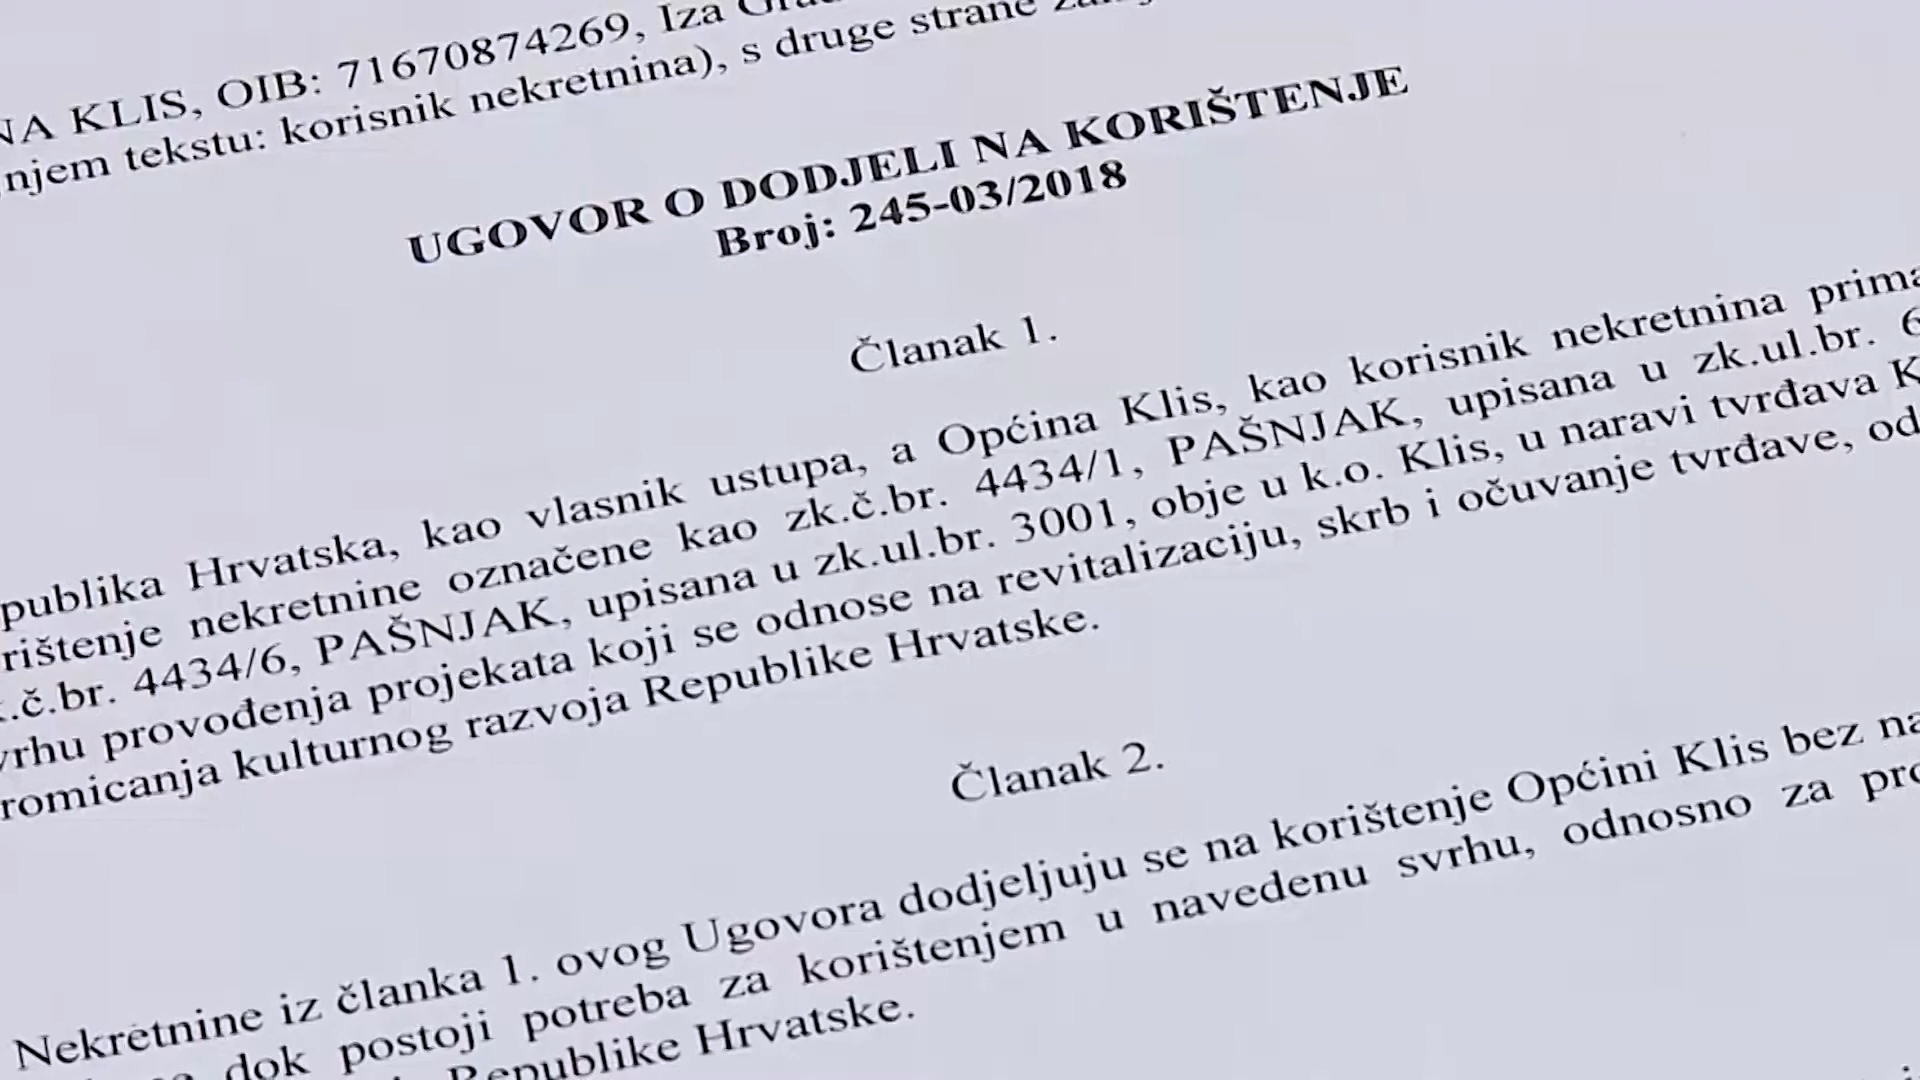 NA KLIS, OIB: 71670874269, Iza
njem tekstu: korisnik nekretnina), s druge strane
UGOVOR O DODJELI NA KORIŠTENJE
Broj: 245-03/2018
Članak 1.
publika Hrvatska, kao vlasnik ustupa, a Općina Klis, kao korisnik nekretnina prima
rištenje nekretnine označene kao zk.č.br. 4434/1, PAŠNJAK, upisana u zk.ul.br. 6
.č.br. 4434/6, PAŠNJAK, upisana u zk.ul.br. 3001, obje u k.o. Klis, u naravi tvrđava K
vrhu provođenja projekata koji se odnose na revitalizaciju, skrb i očuvanje tvrđave, od
romicanja kulturnog razvoja Republike Hrvatske.
Članak 2.
Nekretnine iz članka 1. ovog Ugovora dodjeljuju se na korištenje Općini Klis bez na
dok postoji potreba za korištenjem u navedenu svrhu, odnosno za pro
Republike Hrvatske.